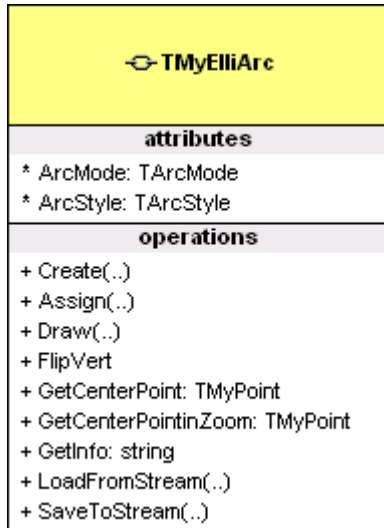 TMyElliArc
attributes
* ArcMode: TArcMode
* ArcStyle: TArcStyle
operations
+ Create(..)
+ Assign(..)
+ Draw(..)
+ FlipVert
+ GetCenterPoint: TMyPoint
+ GetCenterPointinZoom: TMyPoint
+ GetInfo: string
+ LoadFromStream(..)
+ SaveToStream(..)